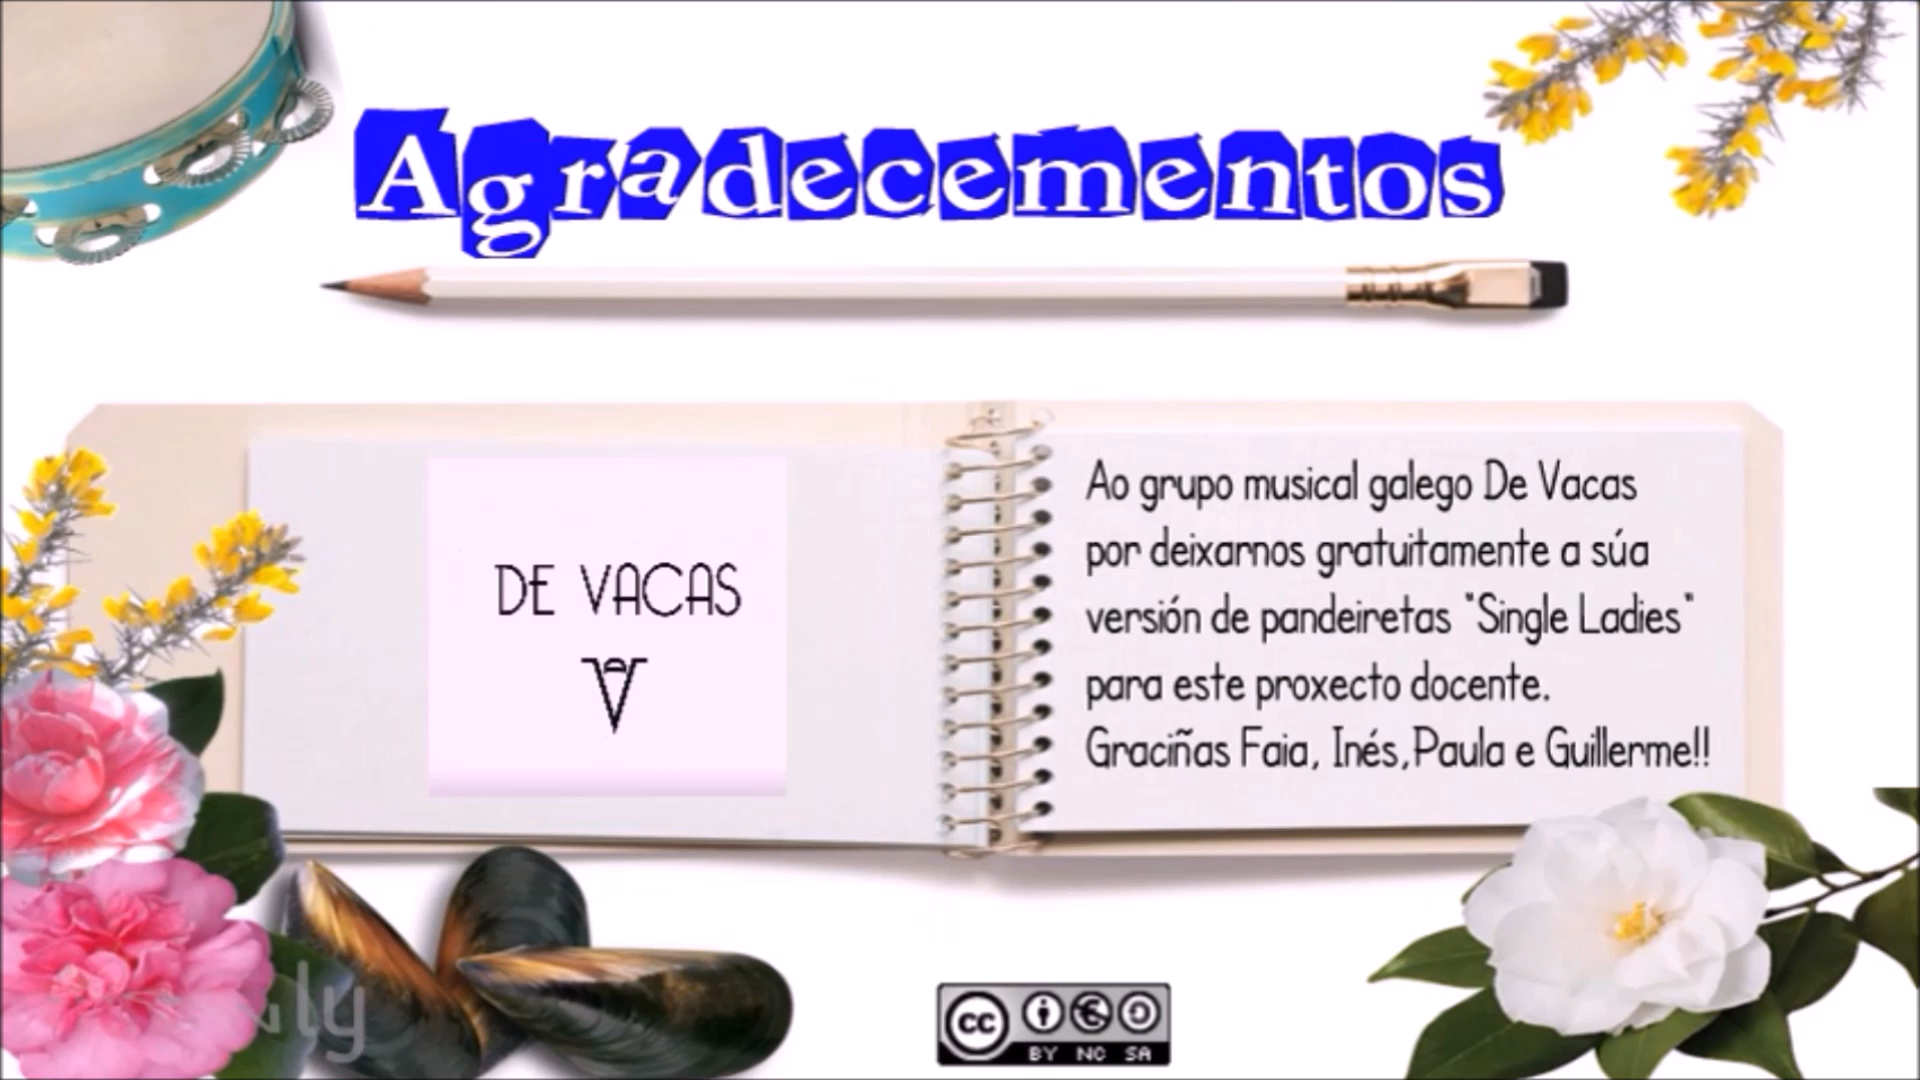 Agradecementos
DE VACAS
Ao grupo musical galego De Vacas
por deixarnos gratuitamente a súa
versión de pandeiretas "Single Ladies"
para este proxecto docente.
Graciñas Faia, Inés,Paula e Guillerme!!
cc
BY NC SA